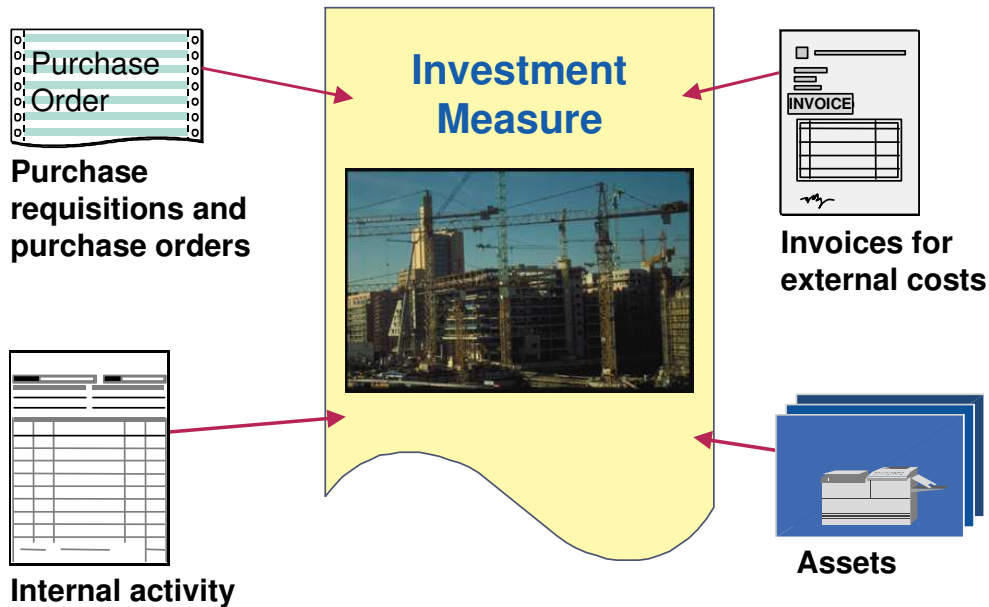 Purchase
Order
Purchase
requisitions and
purchase orders
Investment
Measure
INVOICE
Invoices for
external costs
Internal activity
Assets